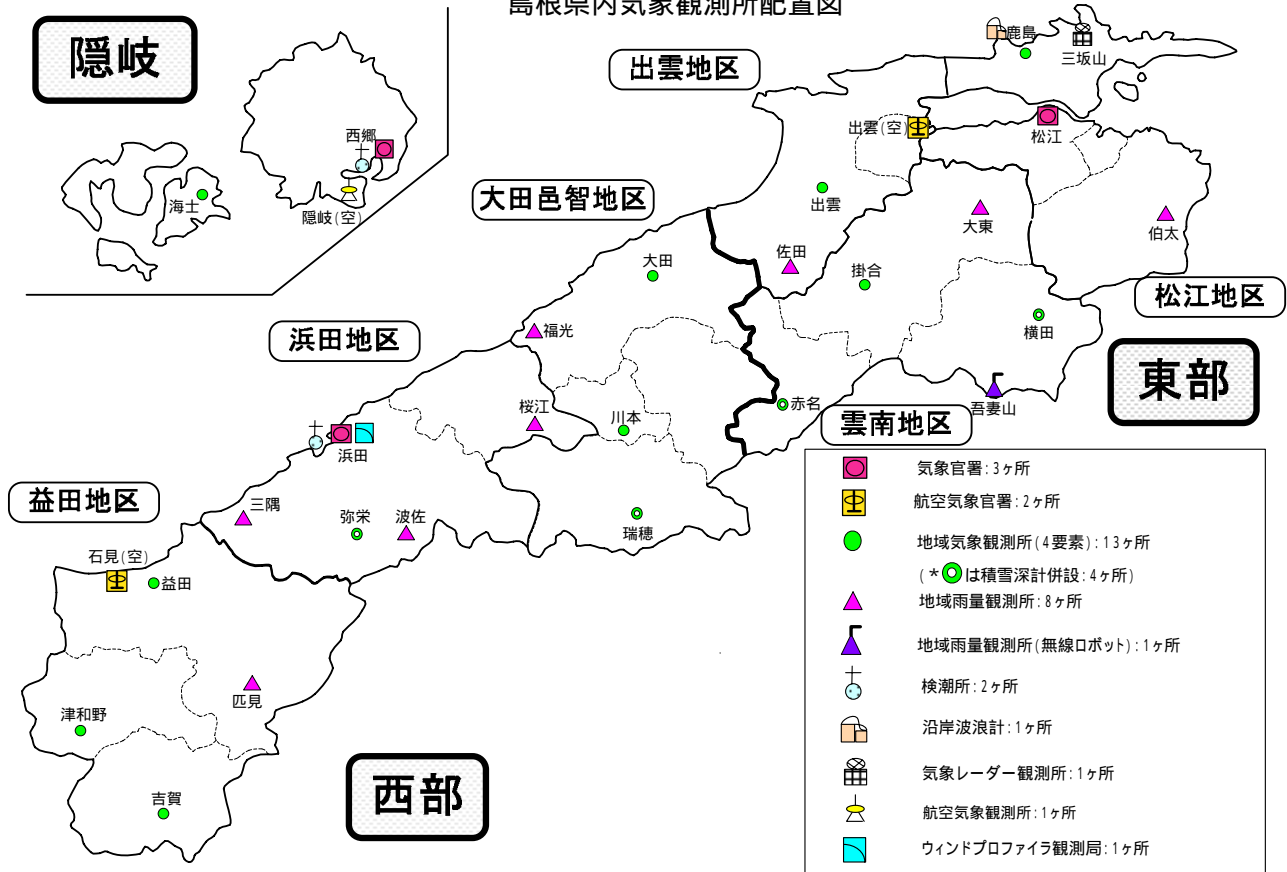 島根県内気象観測所配置図
隠岐
西郷
海士
隠岐(空)
出雲地区
鹿島
三坂山
出雲(空)
松江
大田邑智地区
出雲
大東
伯太
佐田
掛合
大田
松江地区
横田
福光
浜田地区
東部
赤名
吾妻山
桜江
川本
雲南地区
浜田
益田地区
三隅
弥栄
波佐
瑞穂
石見(空)
益田
匹見
津和野
吉賀
西部
気象官署:3ヶ所
航空気象官署:2ヶ所
地域気象観測所(4要素):13ヶ所
(*◎は積雪深計併設:4ヶ所)
地域雨量観測所:8ヶ所
地域雨量観測所(無線ロボット):1ヶ所
検潮所:2ヶ所
沿岸波浪計:1ヶ所
気象レーダー観測所:1ヶ所
航空気象観測所:1ヶ所
ウィンドプロファイラ観測局:1ヶ所